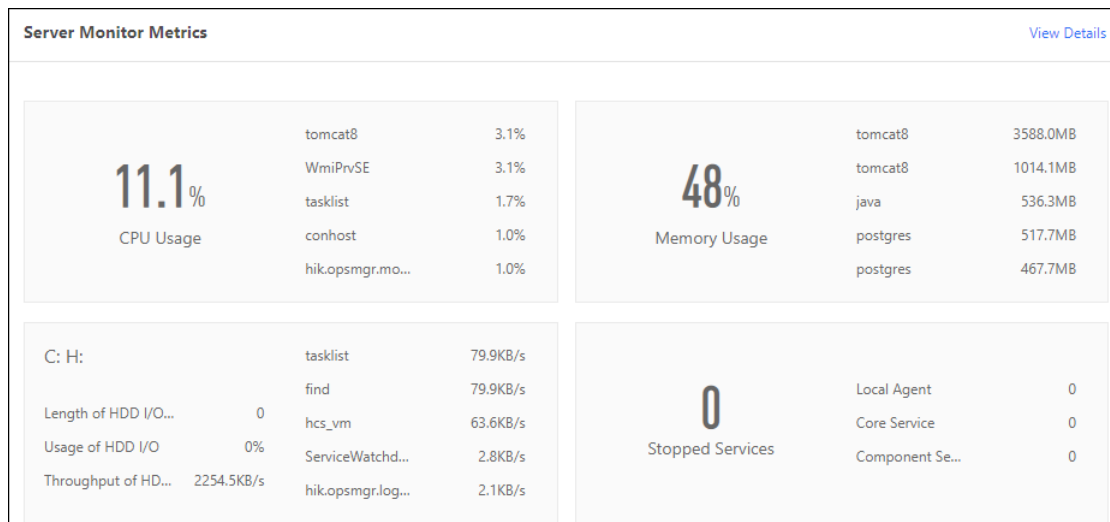 Server Monitor Metrics View Details
11.1%
CPU Usage
tomcat8 3.1%
WmiPrvSE 3.1%
tasklist 1.7%
conhost 1.0%
hik.opsmgr.mo... 1.0%
48%
Memory Usage
tomcat8 3588.0MB
tomcat8 1014.1MB
java 536.3MB
postgres 517.7MB
postgres 467.7MB
C: H:
Length of HDD I/O... 0
Usage of HDD I/O 0%
Throughput of HD... 2254.5KB/s
tasklist 79.9KB/s
find 79.9KB/s
hcs_vm 63.6KB/s
ServiceWatchd... 2.8KB/s
hik.opsmgr.log... 2.1KB/s
0
Stopped Services
Local Agent 0
Core Service 0
Component Se... 0